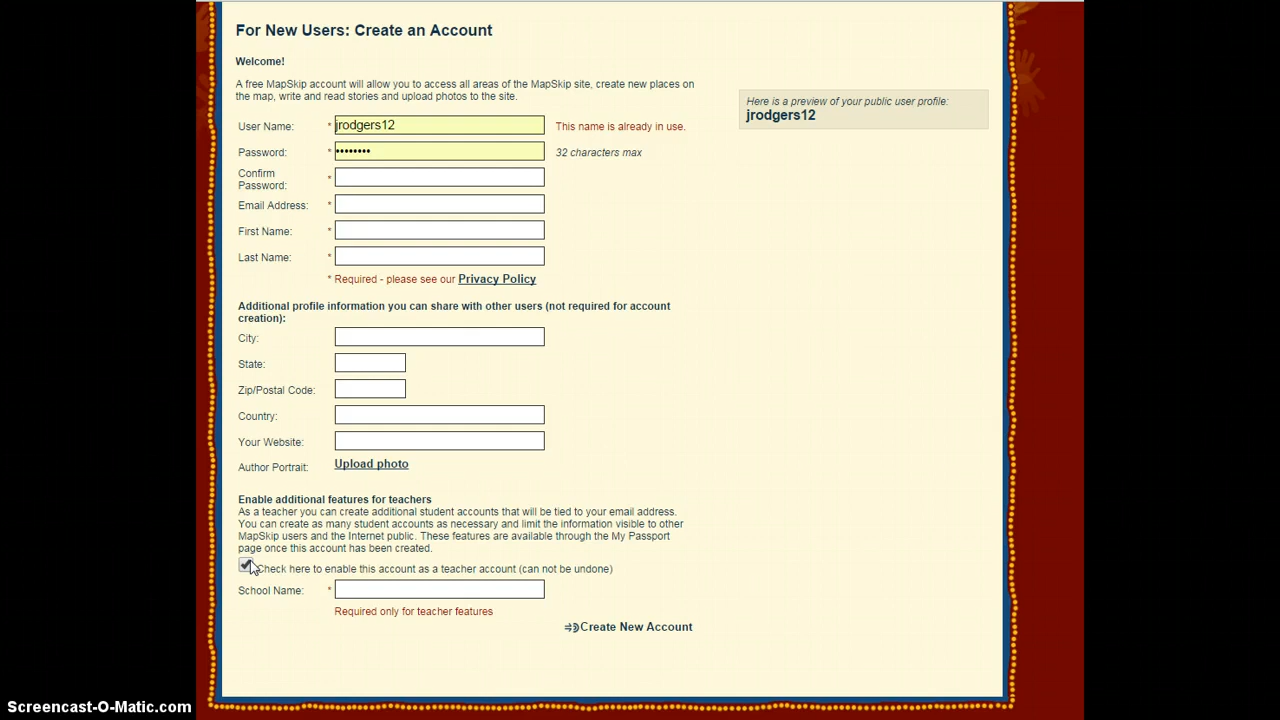 For New Users: Create an Account
Welcome!
A free MapSkip account will allow you to access all areas of the MapSkip site, create new places on
the map, write and read stories and upload photos to the site.
Here is a preview of your public user profile:
jrodgers12
User Name: * jrodgers12 This name is already in use.
Password: * •••••••• 32 characters max
Confirm
Password: *
Email Address: *
First Name: *
Last Name: *
* Required - please see our Privacy Policy
Additional profile information you can share with other users (not required for account
creation):
City:
State:
Zip/Postal Code:
Country:
Your Website:
Author Portrait: Upload photo
Enable additional features for teachers
As a teacher you can create additional student accounts that will be tied to your email address.
You can create as many student accounts as necessary and limit the information visible to other
MapSkip users and the Internet public. These features are available through the My Passport
page once this account has been created.
Check here to enable this account as a teacher account (can not be undone)
School Name: *
Required only for teacher features
Create New Account
Screencast-O-Matic.com